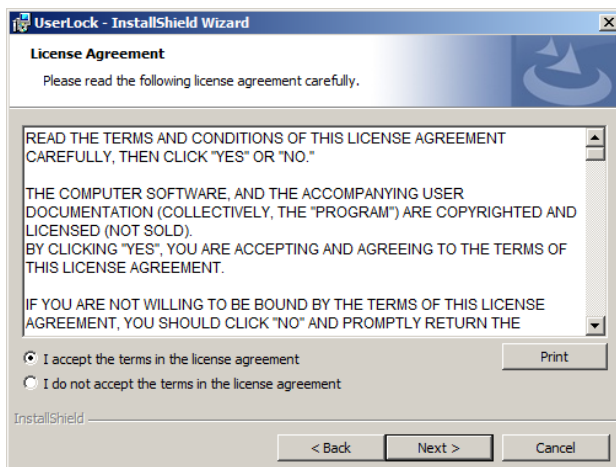 UserLock - InstallShield Wizard
License Agreement
Please read the following license agreement carefully.
READ THE TERMS AND CONDITIONS OF THIS LICENSE AGREEMENT
CAREFULLY, THEN CLICK "YES" OR "NO."
THE COMPUTER SOFTWARE, AND THE ACCOMPANYING USER
DOCUMENTATION (COLLECTIVELY, THE "PROGRAM") ARE COPYRIGHTED AND
LICENSED (NOT SOLD).
BY CLICKING "YES", YOU ARE ACCEPTING AND AGREEING TO THE TERMS OF
THIS LICENSE AGREEMENT.
IF YOU ARE NOT WILLING TO BE BOUND BY THE TERMS OF THIS LICENSE
AGREEMENT, YOU SHOULD CLICK "NO" AND PROMPTLY RETURN THE
I accept the terms in the license agreement
Print
I do not accept the terms in the license agreement
InstallShield
< Back
Next >
Cancel